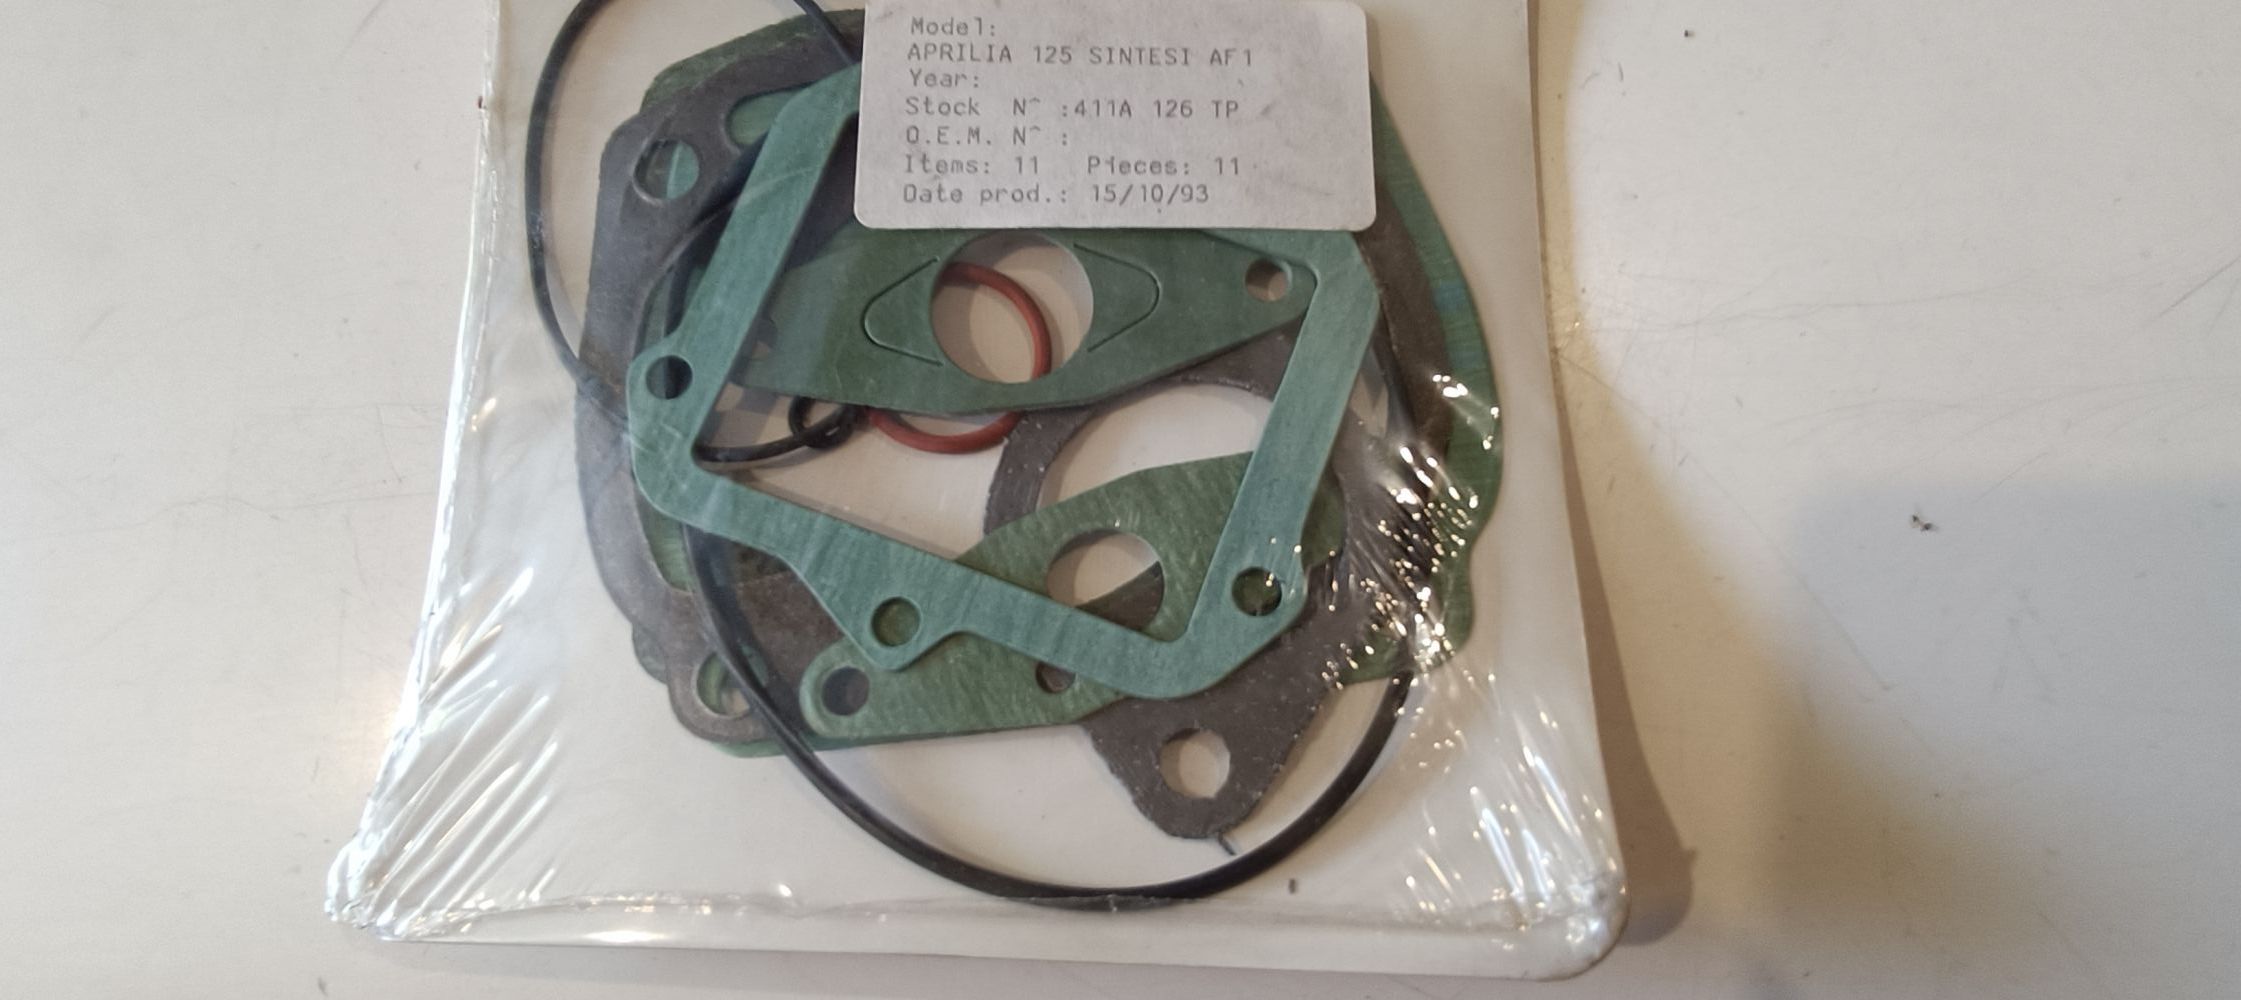 Model:
APRILIA 125 SINTESI AF1
Year:
Stock N^ :411A 126 TP
O.E.M. N^ :
Items: 11 Pieces: 11
Date prod.: 15/10/93